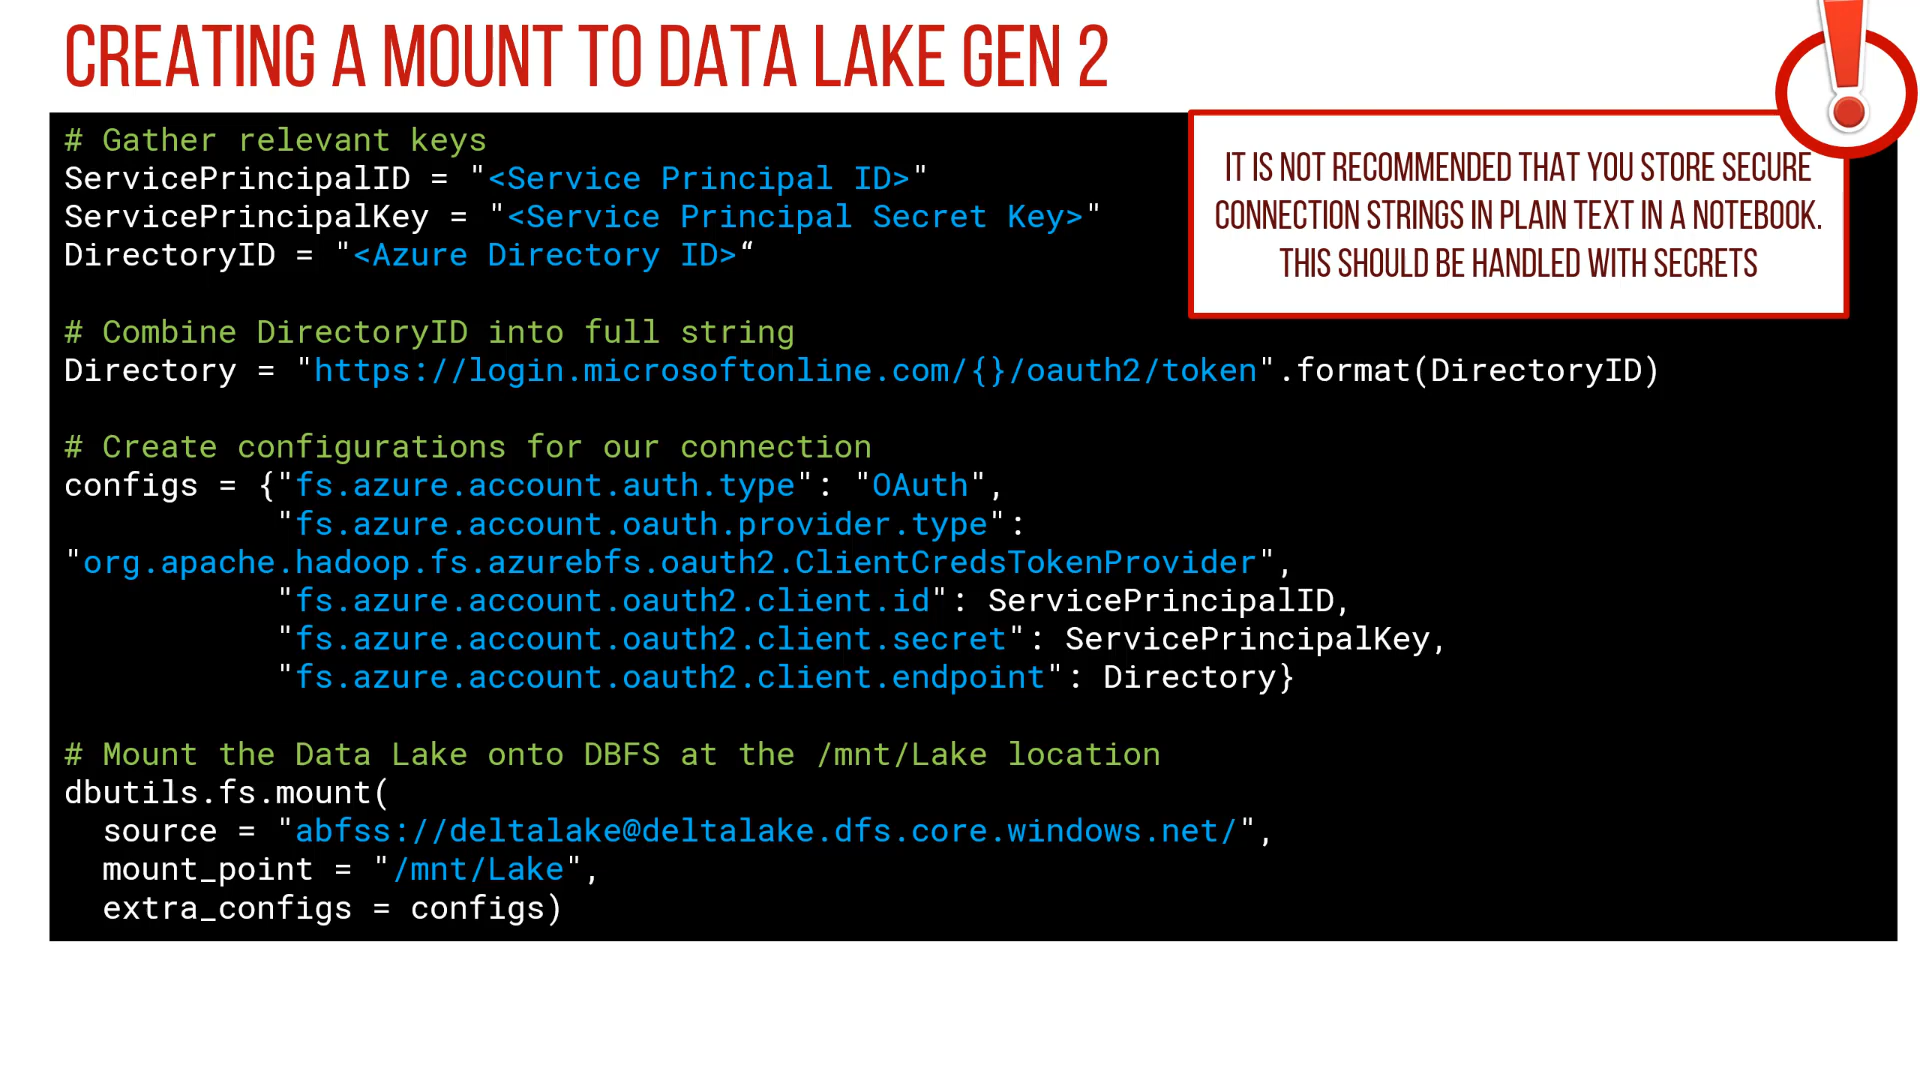 CREATING A MOUNT TO DATA LAKE GEN 2
# Gather relevant keys
ServicePrincipalID = "<Service Principal ID>"
ServicePrincipalKey = "<Service Principal Secret Key>"
DirectoryID = "<Azure Directory ID>“
IT IS NOT RECOMMENDED THAT YOU STORE SECURE
CONNECTION STRINGS IN PLAIN TEXT IN A NOTEBOOK.
THIS SHOULD BE HANDLED WITH SECRETS
# Combine DirectoryID into full string
Directory = "https://login.microsoftonline.com/{}/oauth2/token".format(DirectoryID)
# Create configurations for our connection
configs = {"fs.azure.account.auth.type": "OAuth",
"fs.azure.account.oauth.provider.type":
"org.apache.hadoop.fs.azurebfs.oauth2.ClientCredsTokenProvider",
"fs.azure.account.oauth2.client.id": ServicePrincipalID,
"fs.azure.account.oauth2.client.secret": ServicePrincipalKey,
"fs.azure.account.oauth2.client.endpoint": Directory}
# Mount the Data Lake onto DBFS at the /mnt/Lake location
dbutils.fs.mount(
source = "abfss://deltalake@deltalake.dfs.core.windows.net/",
mount_point = "/mnt/Lake",
extra_configs = configs)